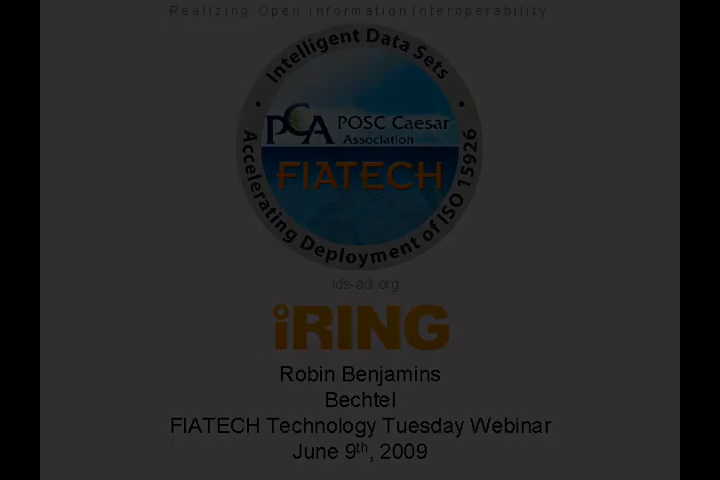 Realizing Open Information Interoperability
Intelligent Data Sets
PCA POSC Caesar
Association
FIATECH
Accelerating Deployment of ISO 15926
ids-adi.org
iRING
Robin Benjamins
Bechtel
FIATECH Technology Tuesday Webinar
June 9th, 2009